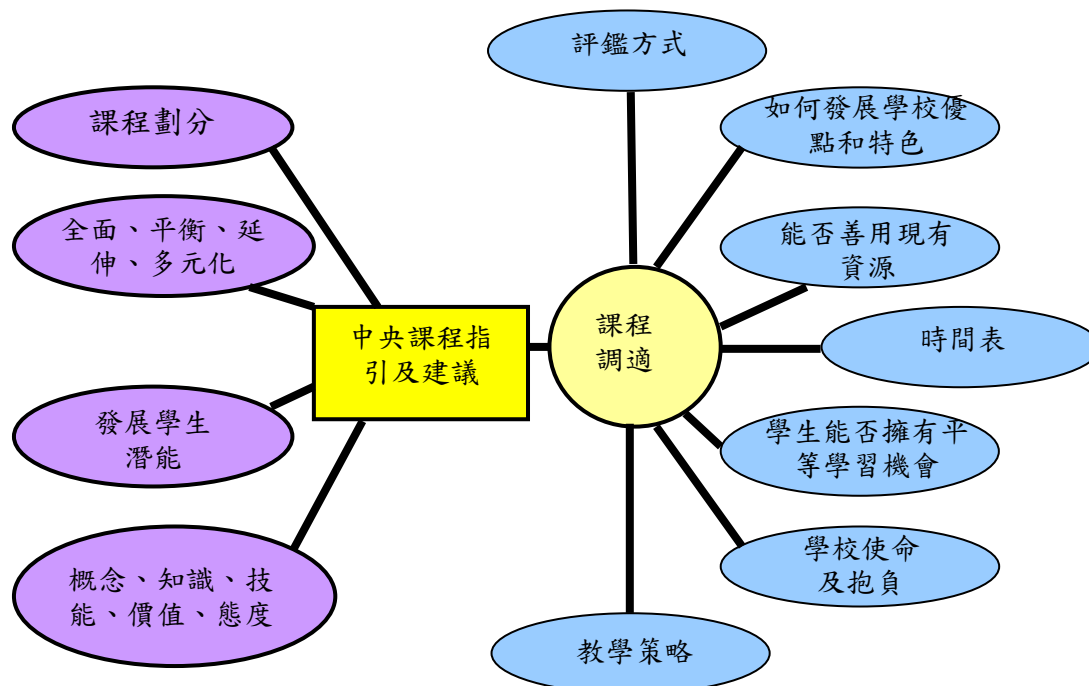 課程劃分
全面、平衡、延
伸、多元化
發展學生
潛能
概念、知識、技
能、價值、態度
中央課程指
引及建議
課程
調適
評鑑方式
如何發展學校優
點和特色
能否善用現有
資源
時間表
學生能否擁有平
等學習機會
學校使命
及抱負
教學策略